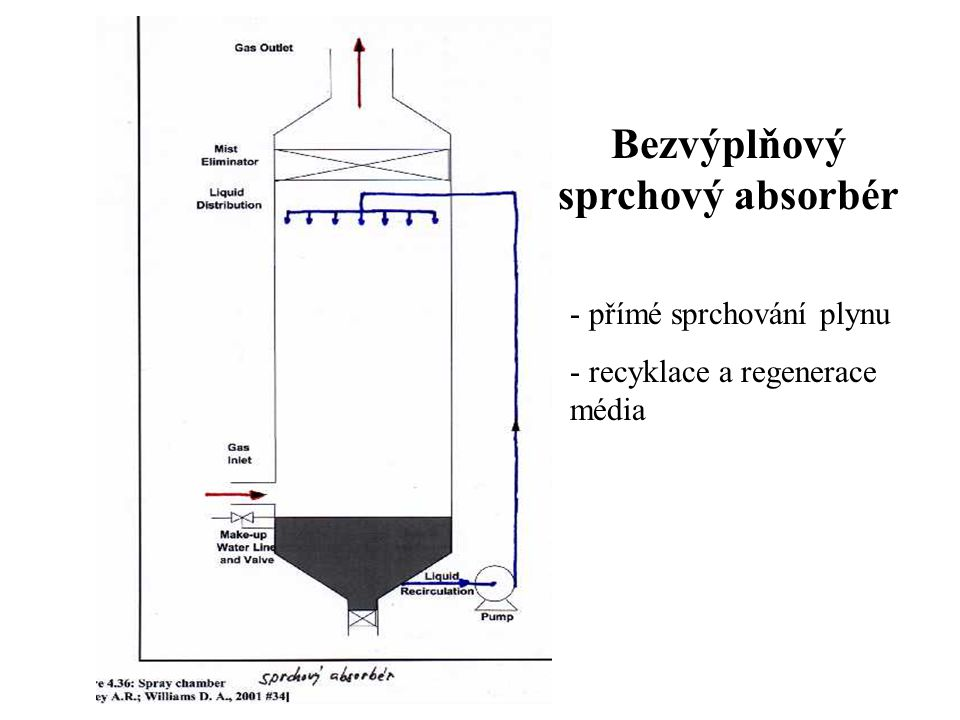 Gas Outlet
Mist
Eliminator
Liquid
Distribution
Gas
Inlet
Make-up
Water Line
and Valve
Liquid
Recirculation
Pump
sprchový absorbér
e 4.36: Spray chamber
ey A.R.; Williams D. A., 2001 #34]
Bezvýplňový
sprchový absorbér
- přímé sprchování plynu
- recyklace a regenerace
média